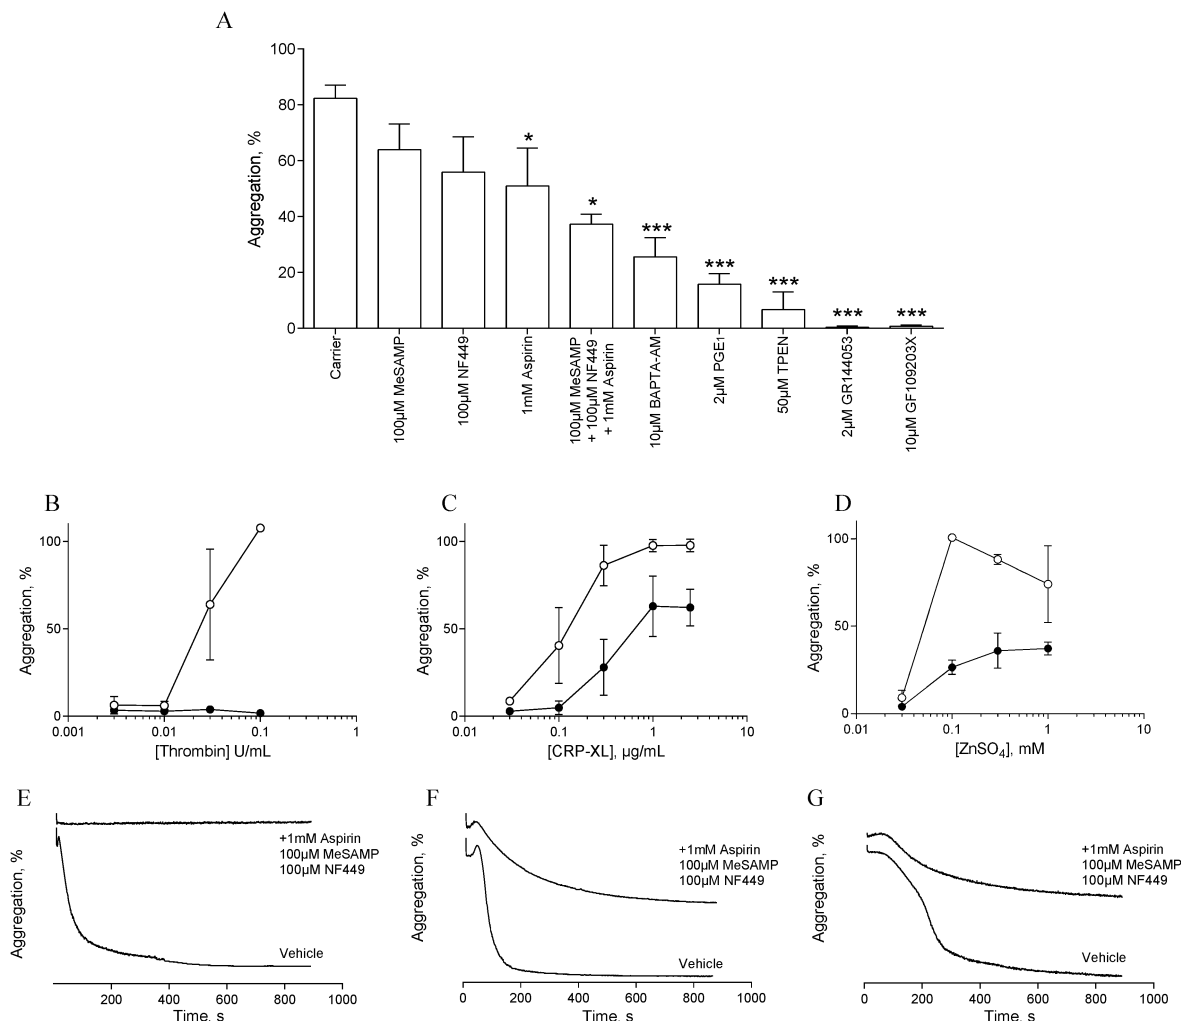 A
Aggregation, %
100
80
60
40
20
0
*
*
***
***
***
***
***
Carrier
100µM MeSAMP
100µM NF449
1mM Aspirin
100µM MeSAMP
+ 100µM NF449
+ 1mM Aspirin
10µM BAPTA-AM
2µM PGE1
50µM TPEN
2µM GR144053
10µM GF109203X
B
Aggregation, %
100
50
0
0.001 0.01 0.1 1
[Thrombin] U/mL
C
Aggregation, %
100
50
0
0.01 0.1 1 10
[CRP-XL], µg/mL
D
Aggregation, %
100
50
0
0.01 0.1 1 10
[ZnSO4], mM
E
Aggregation, %
+1mM Aspirin
100µM MeSAMP
100µM NF449
Vehicle
200 400 600 800 1000
Time, s
F
Aggregation, %
+1mM Aspirin
100µM MeSAMP
100µM NF449
Vehicle
0 200 400 600 800 1000
Time, s
G
Aggregation, %
+1mM Aspirin
100µM MeSAMP
100µM NF449
Vehicle
0 200 400 600 800 1000
Time, s